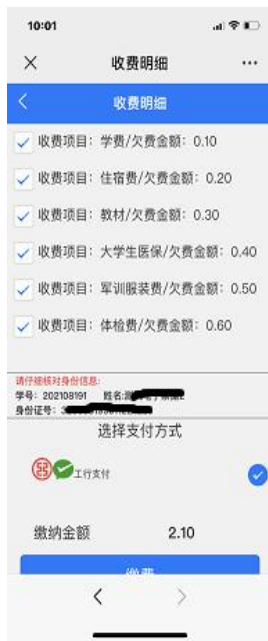 10:01
收费明细
收费明细
收费项目：学费/欠费金额：0.10
收费项目：住宿费/欠费金额：0.20
收费项目：教材/欠费金额：0.30
收费项目：大学生医保/欠费金额：0.40
收费项目：军训服装费/欠费金额：0.50
收费项目：体检费/欠费金额：0.60
请仔细核对身份信息:
学号：202108191 姓名:
身份证号：
选择支付方式
工行支付
缴纳金额 2.10
缴费